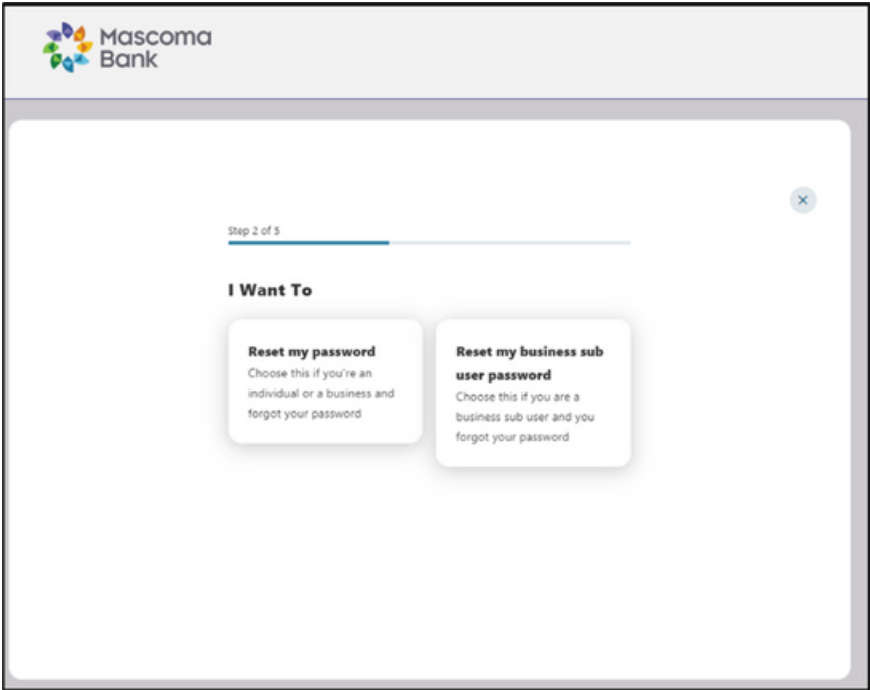 Mascoma
Bank
Step 2 of 5
I Want To
Reset my password
Choose this if you're an
individual or a business and
forgot your password
Reset my business sub
user password
Choose this if you are a
business sub user and you
forgot your password